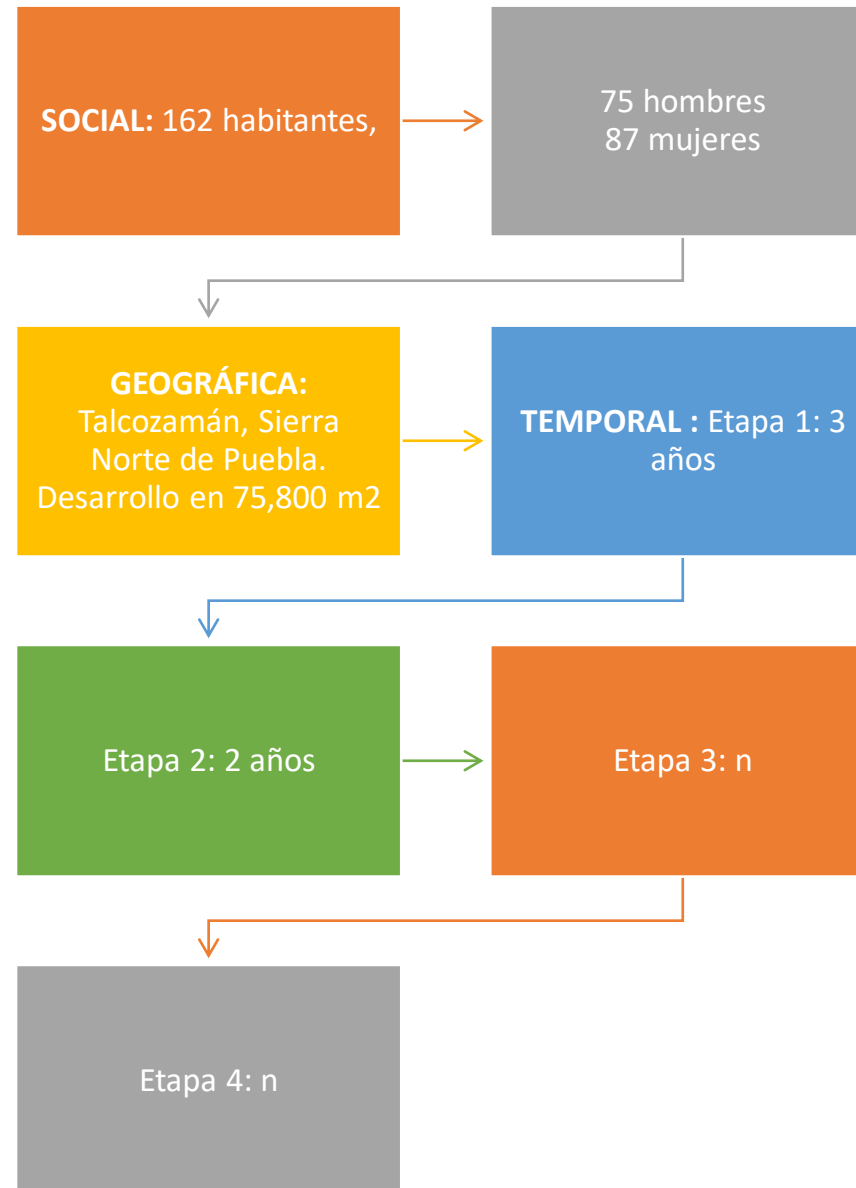 SOCIAL: 162 habitantes,
75 hombres
87 mujeres
GEOGRÁFICA:
Talcozamán, Sierra
Norte de Puebla.
Desarrollo en 75,800 m2
TEMPORAL : Etapa 1: 3
años
Etapa 2: 2 años
Etapa 3: n
Etapa 4: n